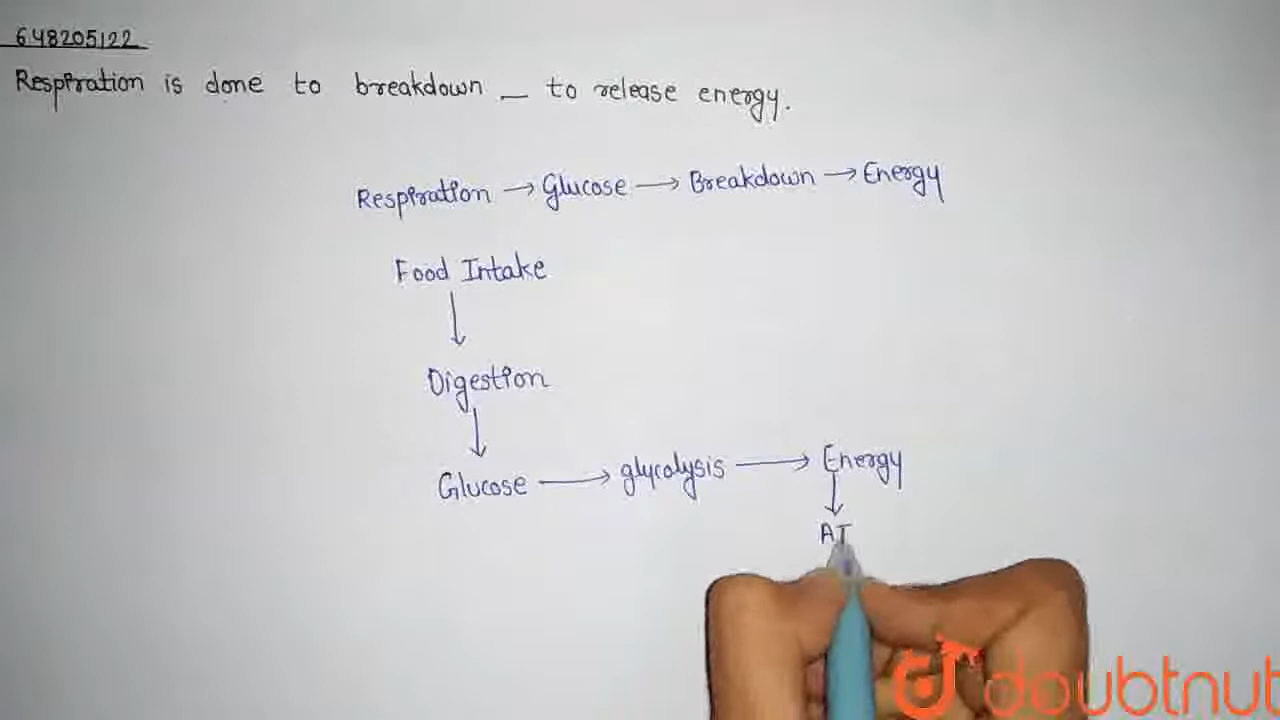 648205122
Respiration is done to breakdown _ to release energy.
Respiration → Glucose → Breakdown → Energy
Food Intake
↓
Digestion
↓
Glucose → glycolysis → Energy
↓
AT
doubtnut